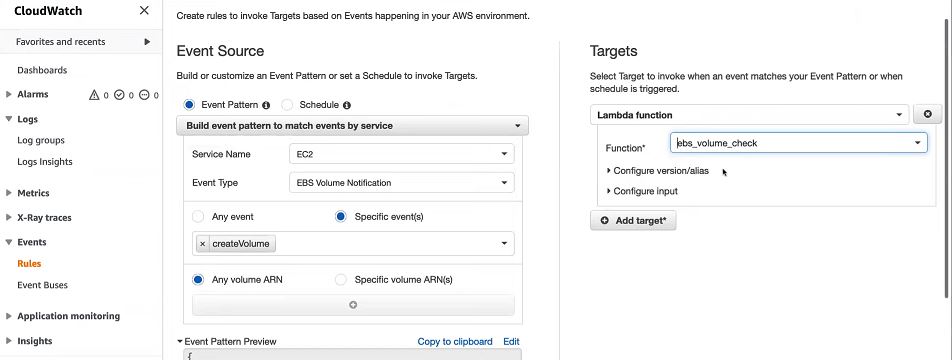 CloudWatch
Favorites and recents
Dashboards
Alarms 0 0 0
Logs
Log groups
Logs Insights
Metrics
X-Ray traces
Events
Rules
Event Buses
Application monitoring
Insights
Create rules to invoke Targets based on Events happening in your AWS environment.
Event Source
Build or customize an Event Pattern or set a Schedule to invoke Targets.
Event Pattern Schedule
Build event pattern to match events by service
Service Name EC2
Event Type EBS Volume Notification
Any event Specific event(s)
× createVolume
Any volume ARN Specific volume ARN(s)
Event Pattern Preview Copy to clipboard Edit
{
Targets
Select Target to invoke when an event matches your Event Pattern or when
schedule is triggered.
Lambda function
Function* ebs_volume_check
Configure version/alias
Configure input
Add target*